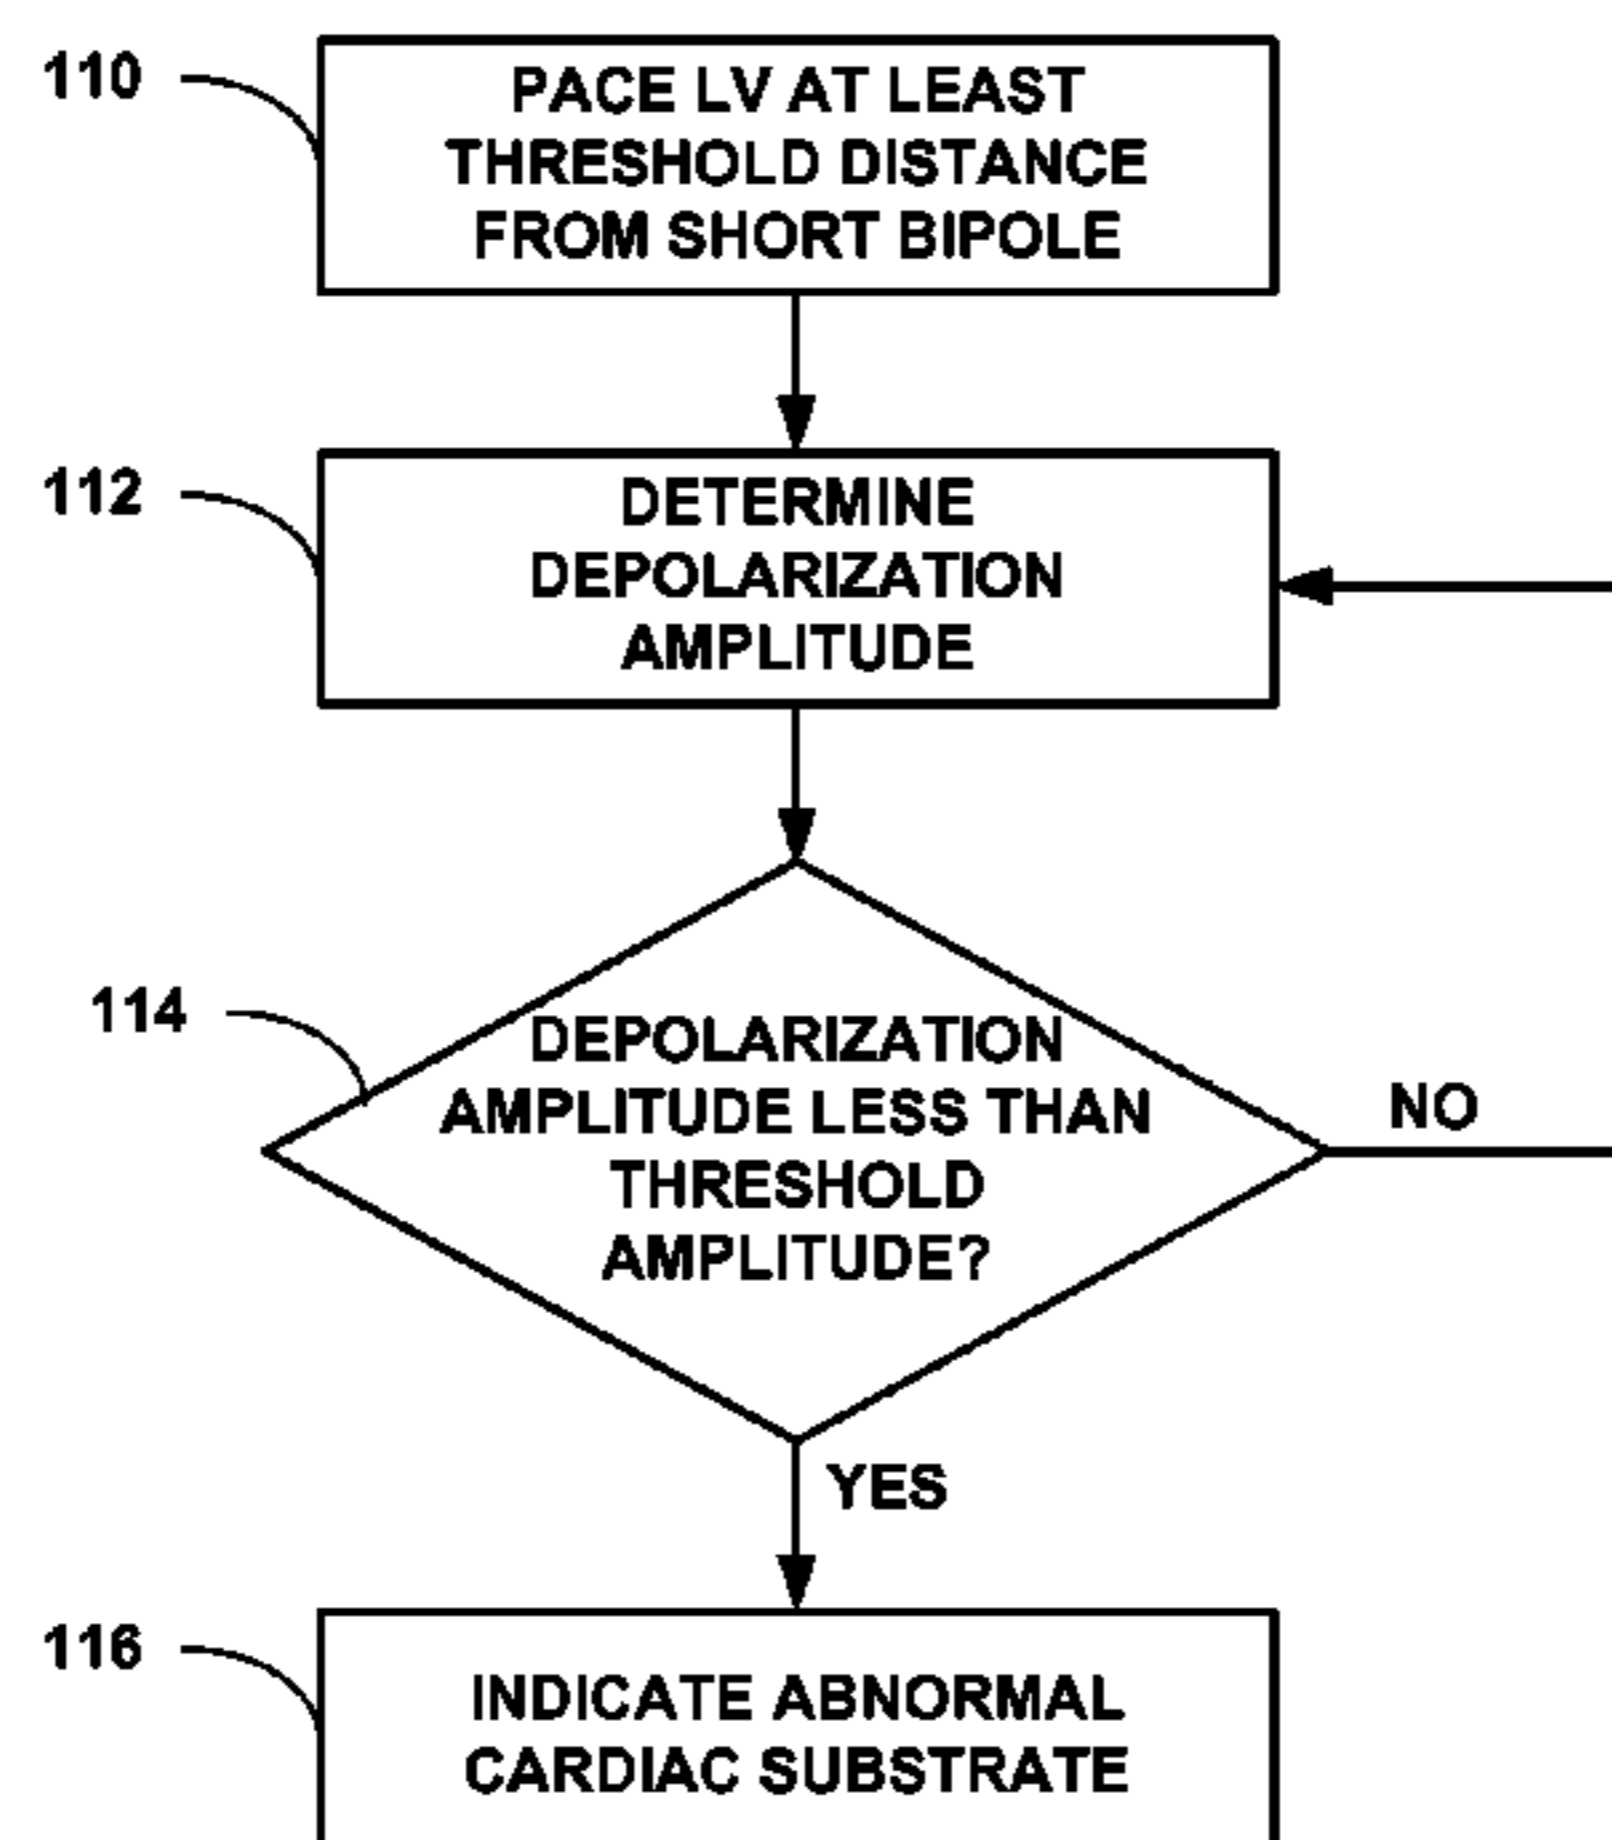 110
PACE LV AT LEAST
THRESHOLD DISTANCE
FROM SHORT BIPOLE
112
DETERMINE
DEPOLARIZATION
AMPLITUDE
114
DEPOLARIZATION
AMPLITUDE LESS THAN
THRESHOLD
AMPLITUDE?
NO
YES
116
INDICATE ABNORMAL
CARDIAC SUBSTRATE